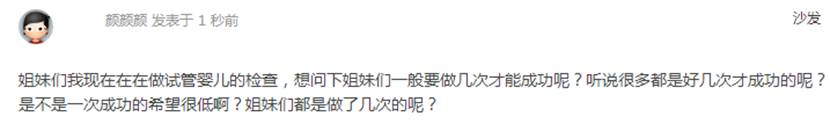 颜颜颜 发表于 1 秒前
沙发
姐妹们我现在在在做试管婴儿的检查，想问下姐妹们一般要做几次才能成功呢？听说很多都是好几次才成功的呢？
是不是一次成功的希望很低啊？姐妹们都是做了几次的呢？